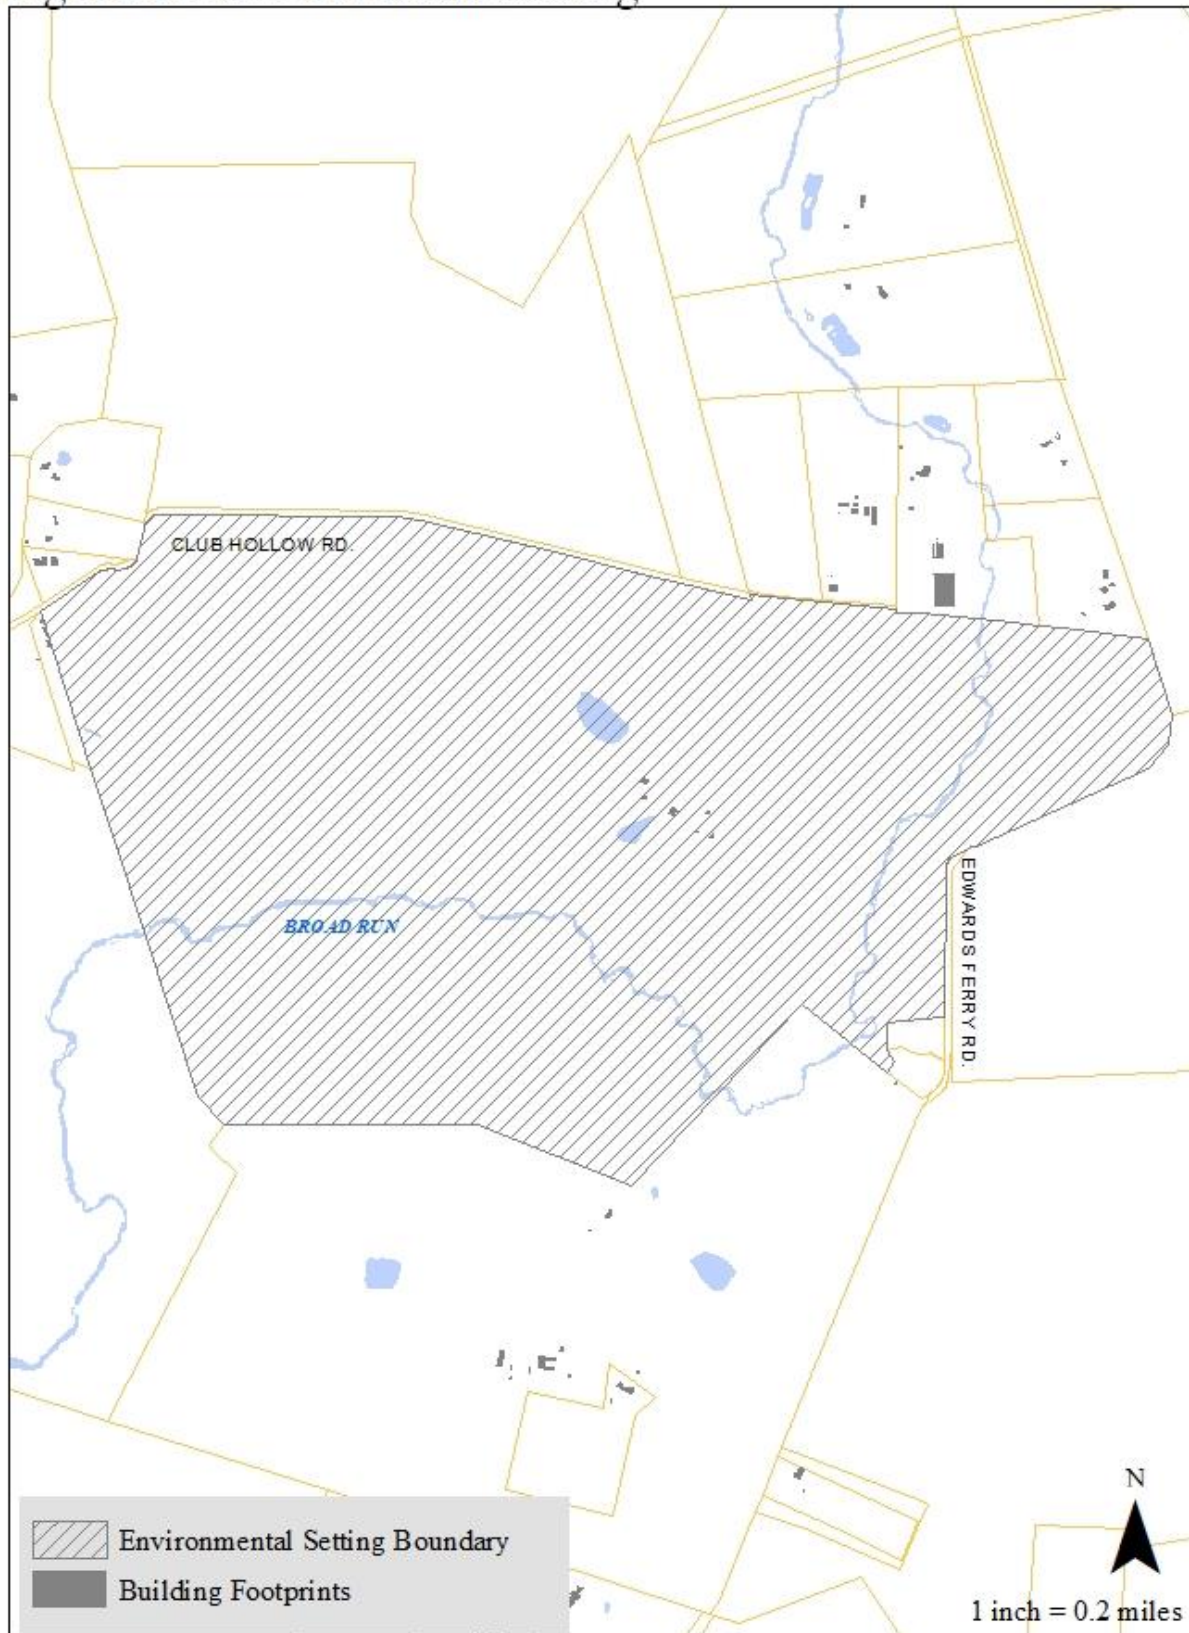 CLUB HOLLOW RD.
BROAD RUN
EDWARDS FERRY RD.
Environmental Setting Boundary
Building Footprints
N
1 inch = 0.2 miles